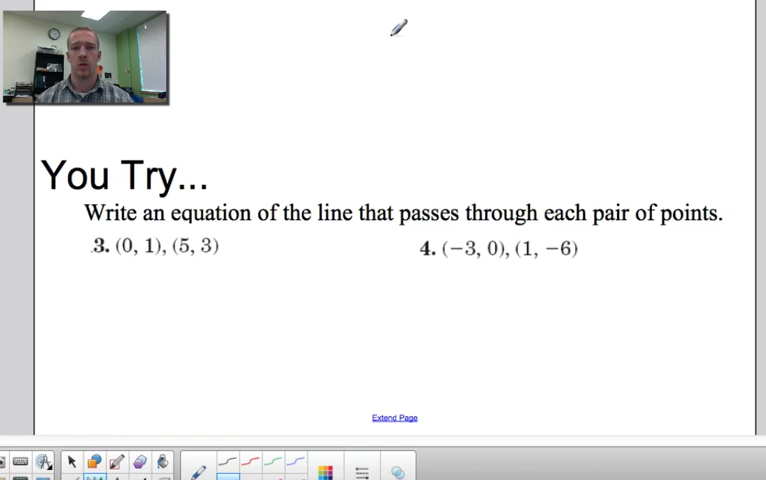 You Try...
Write an equation of the line that passes through each pair of points.
3. (0, 1), (5, 3)
4. (−3, 0), (1, −6)
Extend Page